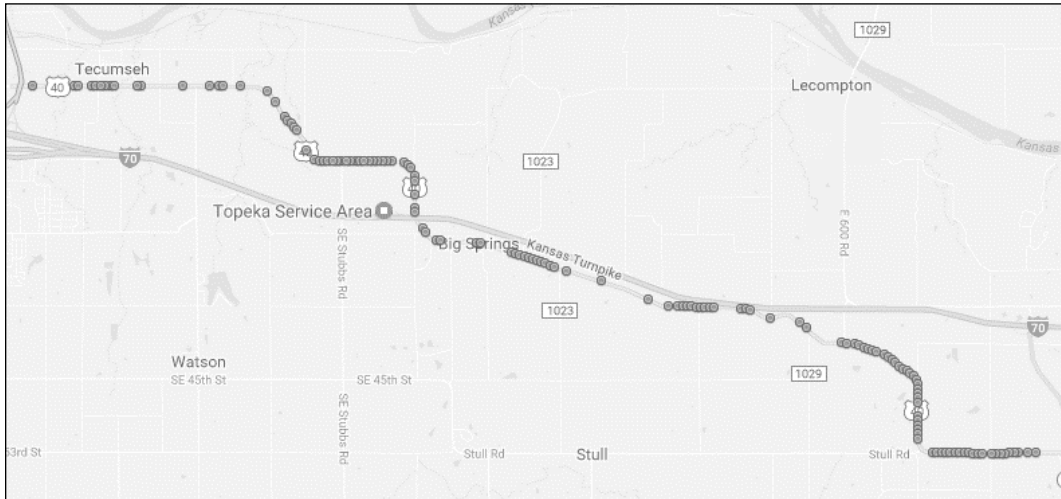 Kansas
1029
Tecumseh
40
Lecompton
Kansas
70
1023
Topeka Service Area
E 600 Rd
Big Springs
Kansas Turnpike
SE Stubbs Rd
1023
70
Watson
1029
SE 45th St
SE 45th St
SE Stubbs Rd
53rd St
Stull Rd
Stull
Stull Rd